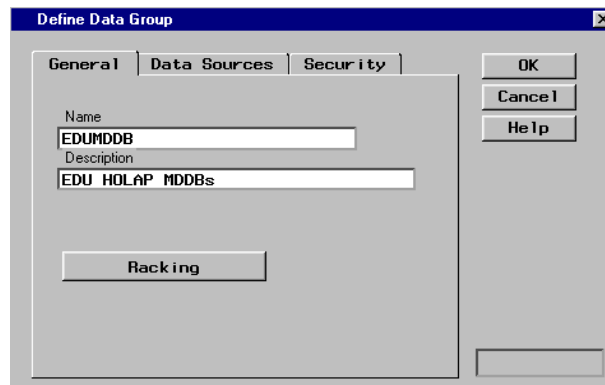 Define Data Group
General Data Sources Security
OK
Cancel
Help
Name
EDUMDDB
Description
EDU HOLAP MDDBs
Racking